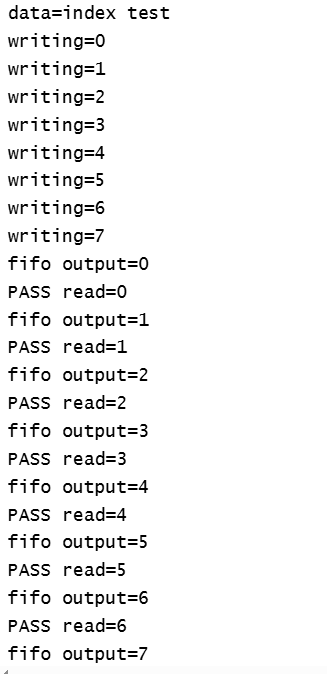 data=index test
writing=0
writing=1
writing=2
writing=3
writing=4
writing=5
writing=6
writing=7
fifo output=0
PASS read=0
fifo output=1
PASS read=1
fifo output=2
PASS read=2
fifo output=3
PASS read=3
fifo output=4
PASS read=4
fifo output=5
PASS read=5
fifo output=6
PASS read=6
fifo output=7